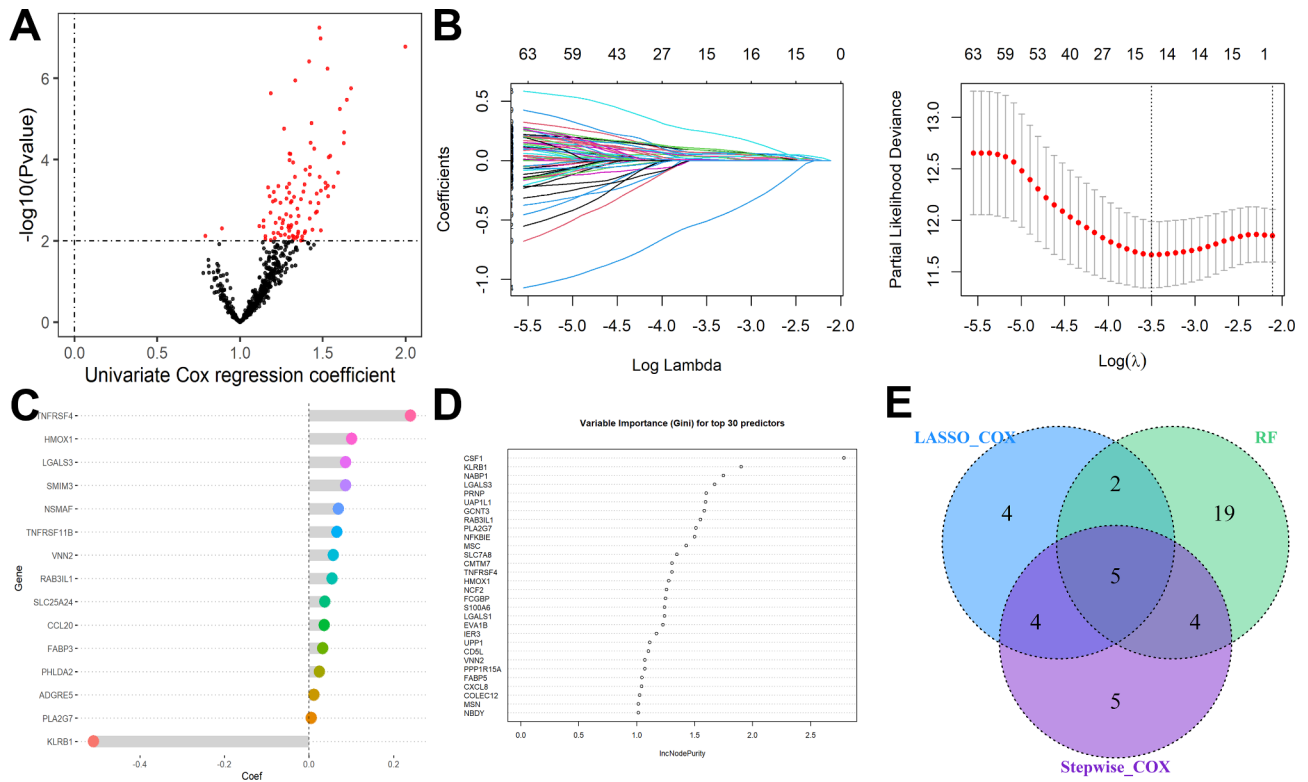 A
-log10(Pvalue)
6
4
2
0
0.0
0.5
1.0
1.5
2.0
Univariate Cox regression coefficient
B
63 59 43 27 15 16 15 0
Coefficients
0.5
0.0
-0.5
-1.0
-5.5 -5.0 -4.5 -4.0 -3.5 -3.0 -2.5 -2.0
Log Lambda
63 59 53 40 27 15 14 14 15 1
Partial Likelihood Deviance
13.0
12.5
12.0
11.5
-5.5 -5.0 -4.5 -4.0 -3.5 -3.0 -2.5 -2.0
Log(λ)
C
Gene
TNFRSF4
HMOX1
LGALS3
SMIM3
NSMAF
TNFRSF11B
VNN2
RAB3IL1
SLC25A24
CCL20
FABP3
PHLDA2
ADGRE5
PLA2G7
KLRB1
-0.4 -0.2 0.0 0.2
Coef
D
Variable Importance (Gini) for top 30 predictors
CSF1
KLRB1
NABP1
LGALS3
PRNP
UAP1L1
GCNT3
RAB3IL1
PLA2G7
NFKBIE
MSC
SLC7A8
CMTM7
TNFRSF4
HMOX1
NCF2
FCGBP
S100A6
LGALS1
EVA1B
IER3
UPP1
CD5L
VNN2
PPP1R15A
FABP5
CXCL8
COLEC12
MSN
NBDY
0.0 0.5 1.0 1.5 2.0 2.5
IncNodePurity
E
LASSO_COX
RF
2
4
19
5
4
4
5
Stepwise_COX